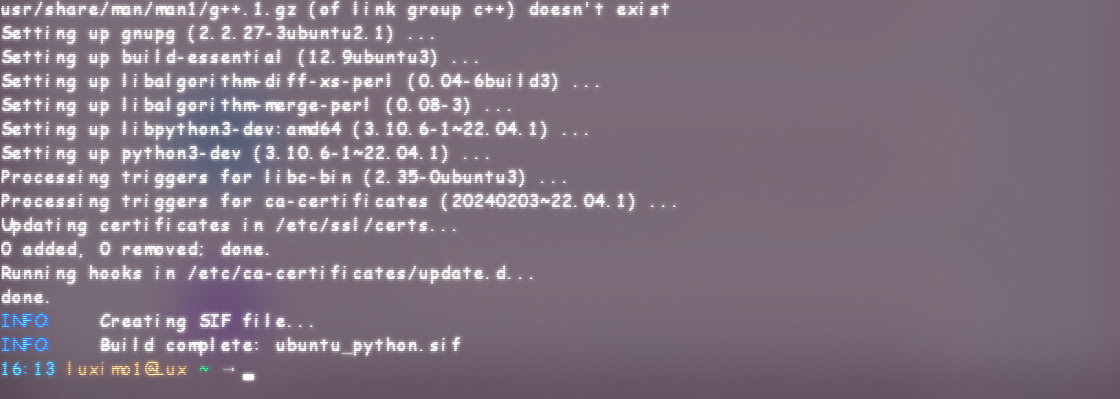 usr/share/man/man1/g++.1.gz (of link group c++) doesn't exist
Setting up gnupg (2.2.27-3ubuntu2.1) ...
Setting up build-essential (12.9ubuntu3) ...
Setting up libalgorithm-diff-xs-perl (0.04-6build3) ...
Setting up libalgorithm-merge-perl (0.08-3) ...
Setting up libpython3-dev:amd64 (3.10.6-1~22.04.1) ...
Setting up python3-dev (3.10.6-1~22.04.1) ...
Processing triggers for libc-bin (2.35-0ubuntu3) ...
Processing triggers for ca-certificates (20240203~22.04.1) ...
Updating certificates in /etc/ssl/certs...
0 added, 0 removed; done.
Running hooks in /etc/ca-certificates/update.d...
done.
INFO:    Creating SIF file...
INFO:    Build complete: ubuntu_python.sif
16:13 luximo1@Lux ~ →